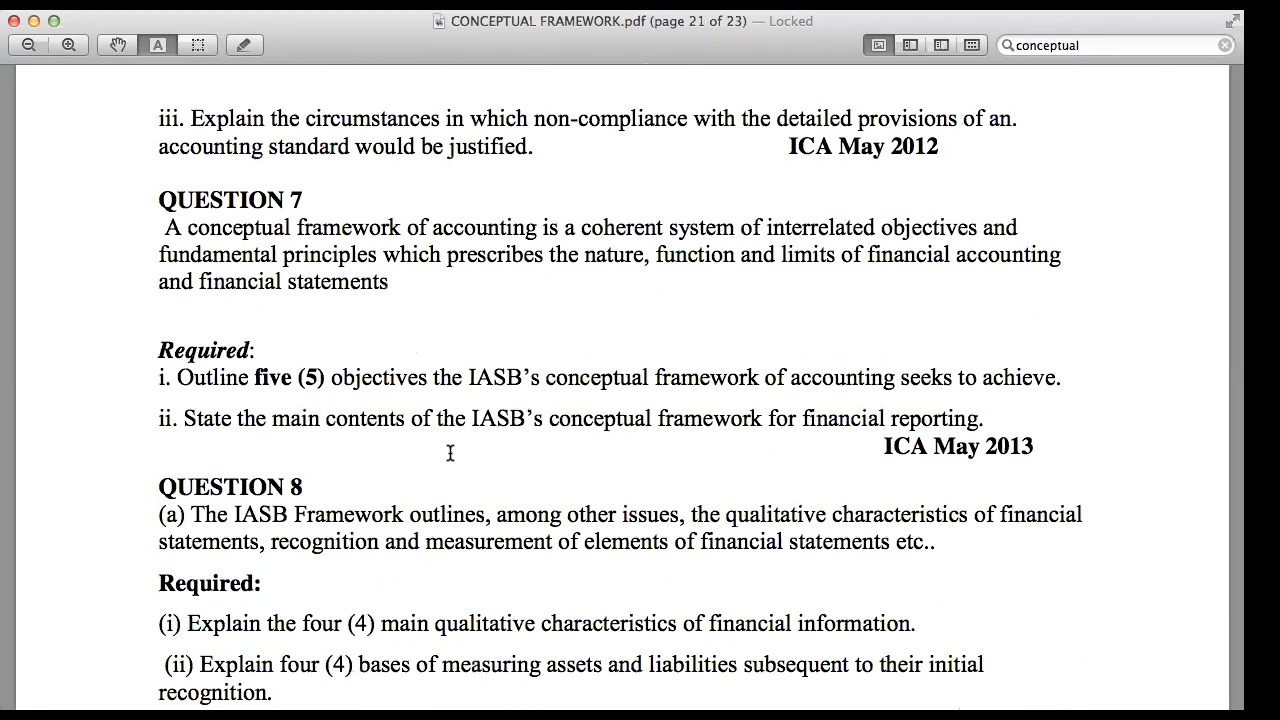 CONCEPTUAL FRAMEWORK.pdf (page 21 of 23) — Locked
conceptual
iii. Explain the circumstances in which non-compliance with the detailed provisions of an.
accounting standard would be justified. ICA May 2012
QUESTION 7
A conceptual framework of accounting is a coherent system of interrelated objectives and
fundamental principles which prescribes the nature, function and limits of financial accounting
and financial statements
Required:
i. Outline five (5) objectives the IASB’s conceptual framework of accounting seeks to achieve.
ii. State the main contents of the IASB’s conceptual framework for financial reporting.
ICA May 2013
QUESTION 8
(a) The IASB Framework outlines, among other issues, the qualitative characteristics of financial
statements, recognition and measurement of elements of financial statements etc..
Required:
(i) Explain the four (4) main qualitative characteristics of financial information.
(ii) Explain four (4) bases of measuring assets and liabilities subsequent to their initial
recognition.